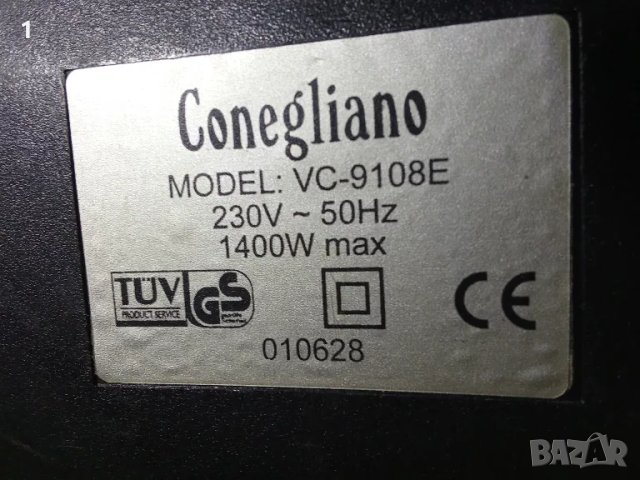 1
Conegliano
MODEL: VC-9108E
230V ~ 50Hz
1400W max
TÜV
PRODUCT SERVICE
GS
CE
010628
BAZAR